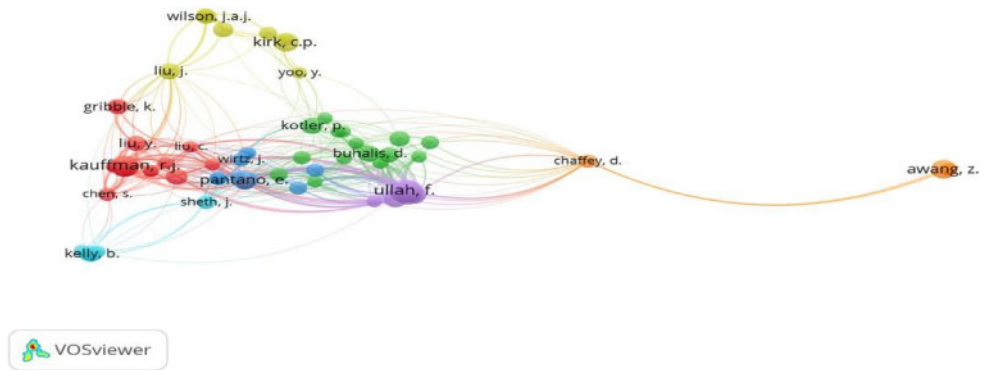 wilson, j.a.j.
kirk, c.p.
liu, j.
yoo, y.
gribble, k.
kotler, p.
liu, y.
liu, c.
buhalis, d.
wirtz, j.
chaffey, d.
kauffman, r.j.
awang, z.
pantano, e.
ullah, f.
chen, s.
sheth, j.
kelly, b.
VOSviewer